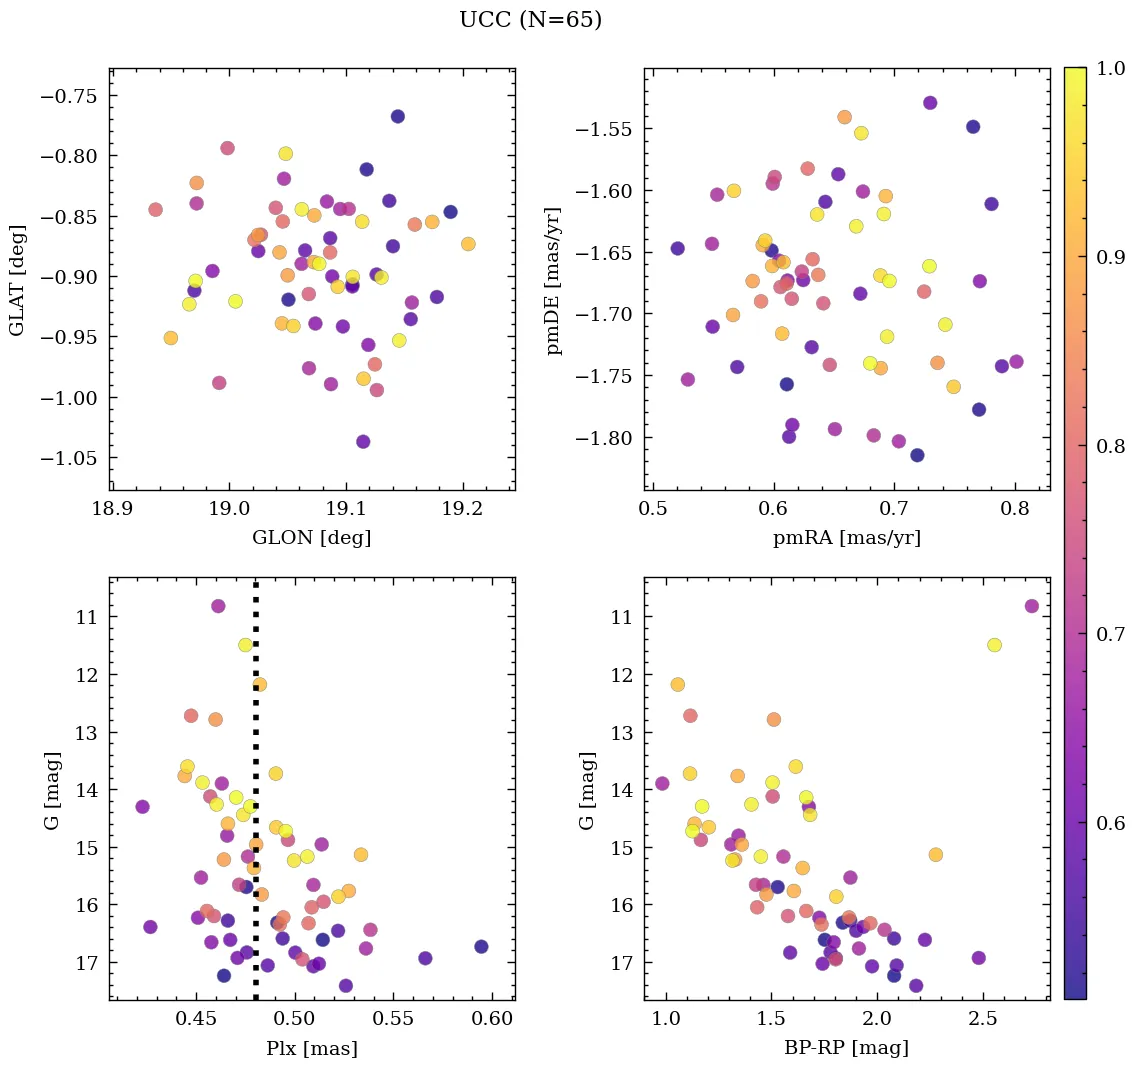 UCC (N=65)
−0.75
−0.80
−0.85
−0.90
−0.95
−1.00
−1.05
GLAT [deg]
18.9 19.0 19.1 19.2
GLON [deg]
−1.55
−1.60
−1.65
−1.70
−1.75
−1.80
pmDE [mas/yr]
0.5 0.6 0.7 0.8
pmRA [mas/yr]
11
12
13
14
15
16
17
G [mag]
0.45 0.50 0.55 0.60
Plx [mas]
11
12
13
14
15
16
17
G [mag]
1.0 1.5 2.0 2.5
BP-RP [mag]
1.0
0.9
0.8
0.7
0.6